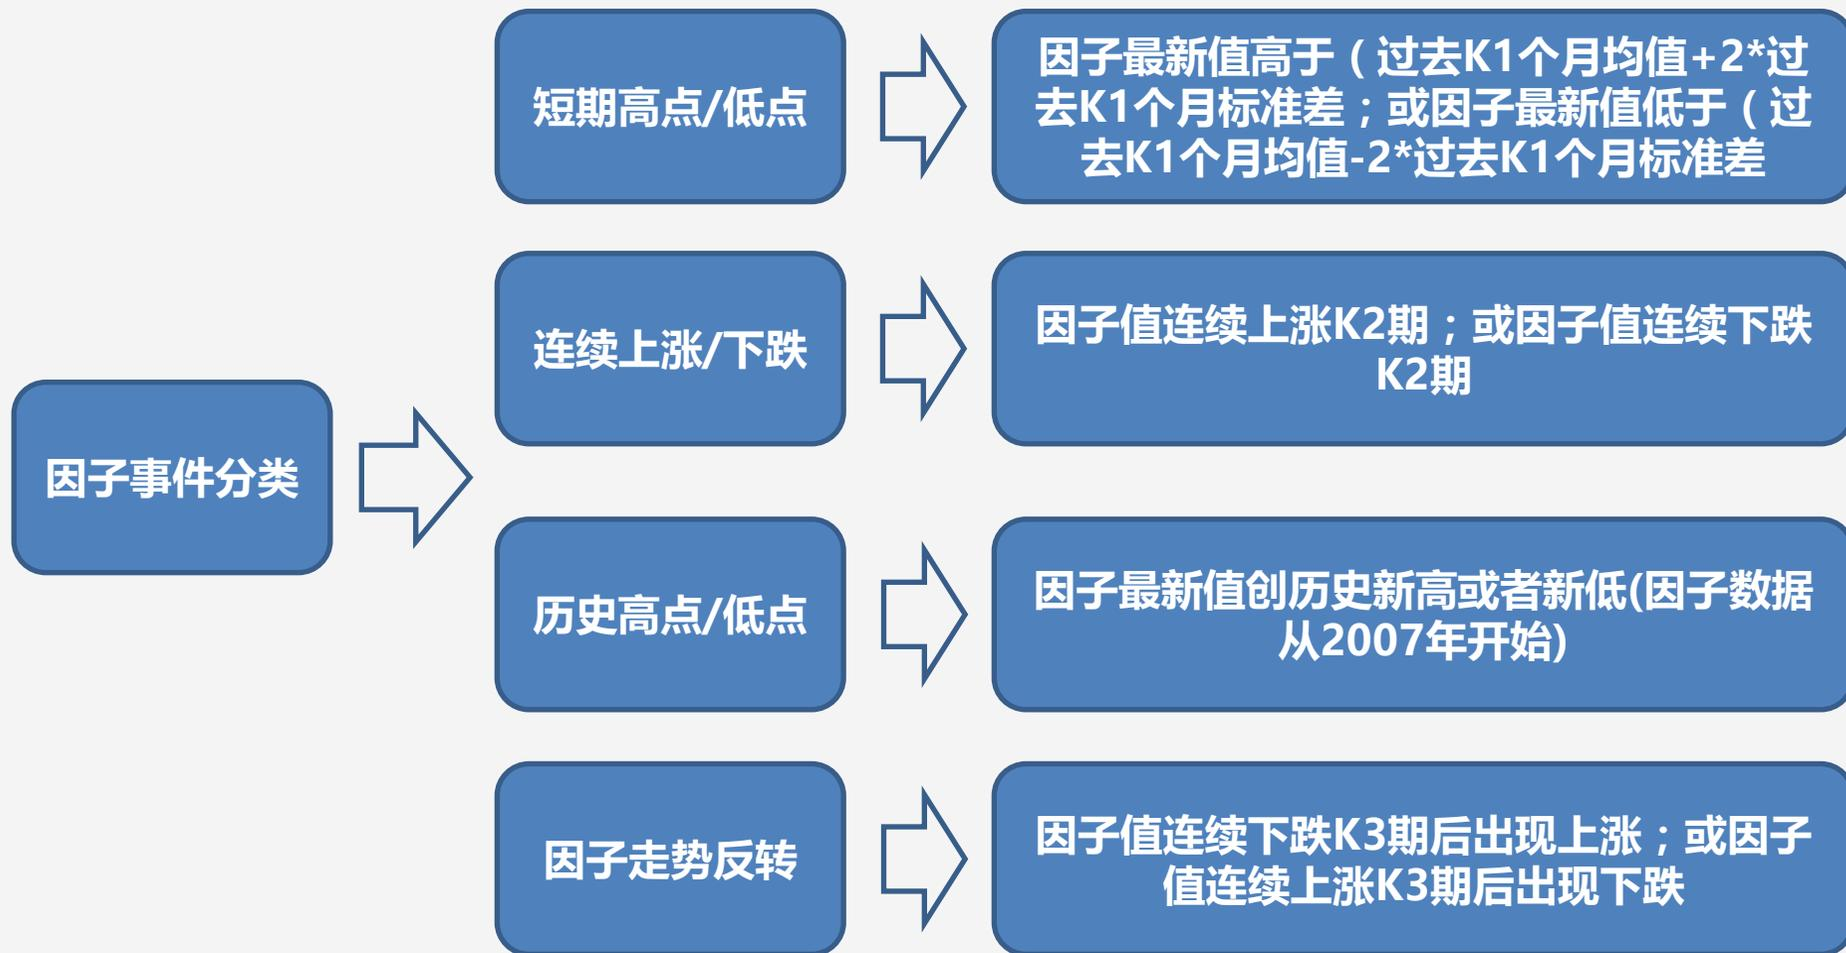 因子事件分类
短期高点/低点
因子最新值高于（过去K1个月均值+2*过
去K1个月标准差；或因子最新值低于（过
去K1个月均值-2*过去K1个月标准差
连续上涨/下跌
因子值连续上涨K2期；或因子值连续下跌
K2期
历史高点/低点
因子最新值创历史新高或者新低(因子数据
从2007年开始)
因子走势反转
因子值连续下跌K3期后出现上涨；或因子
值连续上涨K3期后出现下跌